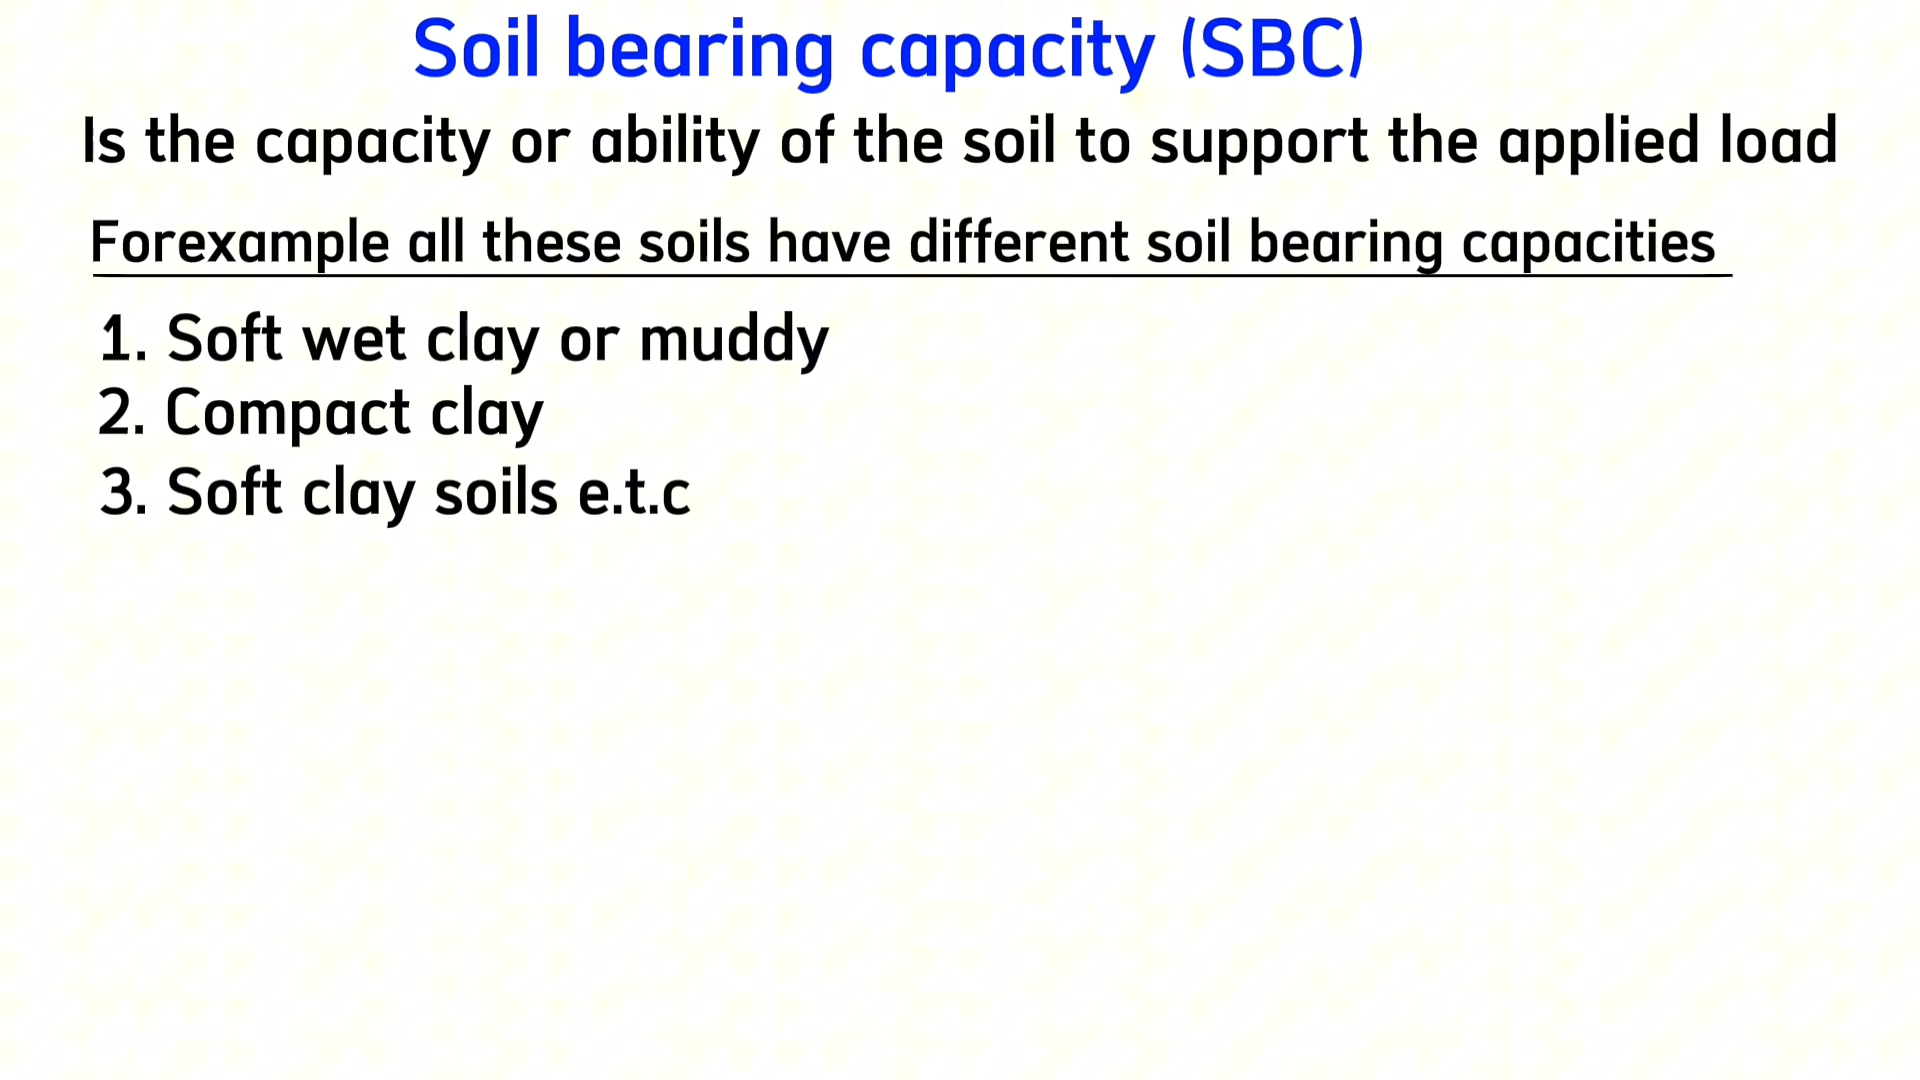 Soil bearing capacity (SBC)
Is the capacity or ability of the soil to support the applied load
Forexample all these soils have different soil bearing capacities
1. Soft wet clay or muddy
2. Compact clay
3. Soft clay soils e.t.c